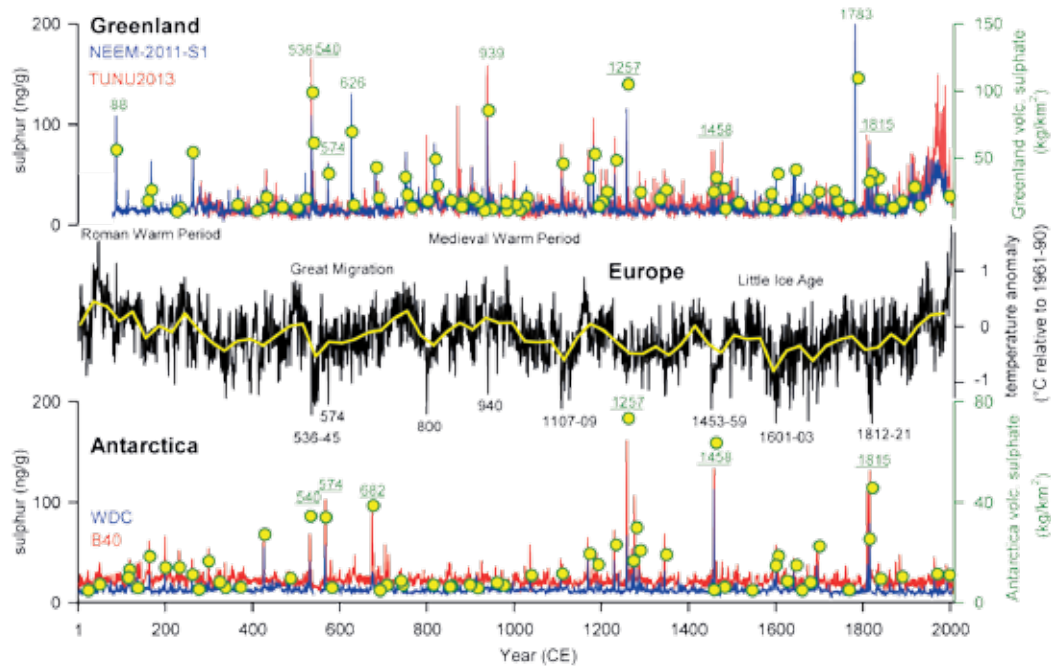 Greenland
NEEM-2011-S1
TUNU2013
88
536 540
574
626
939
1257
1458
1783
1815
200
100
0
sulphur (ng/g)
150
100
50
0
Greenland volc. sulphate
(kg/km²)
Roman Warm Period
Great Migration
Medieval Warm Period
Europe
Little Ice Age
1
0
-1
temperature anomaly
(°C relative to 1961-90)
536-45
574
800
940
1107-09
1453-59
1601-03
1812-21
Antarctica
WDC
B40
540
574
682
1257
1458
1815
200
100
0
sulphur (ng/g)
80
40
0
Antarctica volc. sulphate
(kg/km²)
1 200 400 600 800 1000 1200 1400 1600 1800 2000
Year (CE)